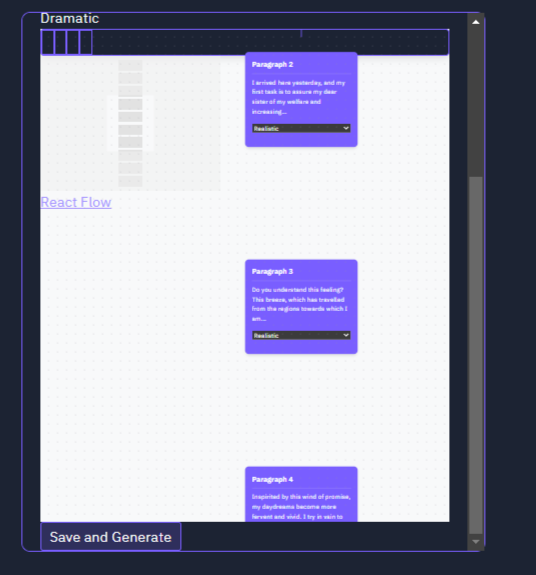 Dramatic
Paragraph 2
I arrived here yesterday, and my
first task is to assure my dear
sister of my welfare and
increasing...
Realistic
React Flow
Paragraph 3
Do you understand this feeling?
This breeze, which has travelled
from the regions towards which I
am...
Realistic
Paragraph 4
Inspirited by this wind of promise,
my daydreams become more
fervent and vivid. I try in vain to
Save and Generate